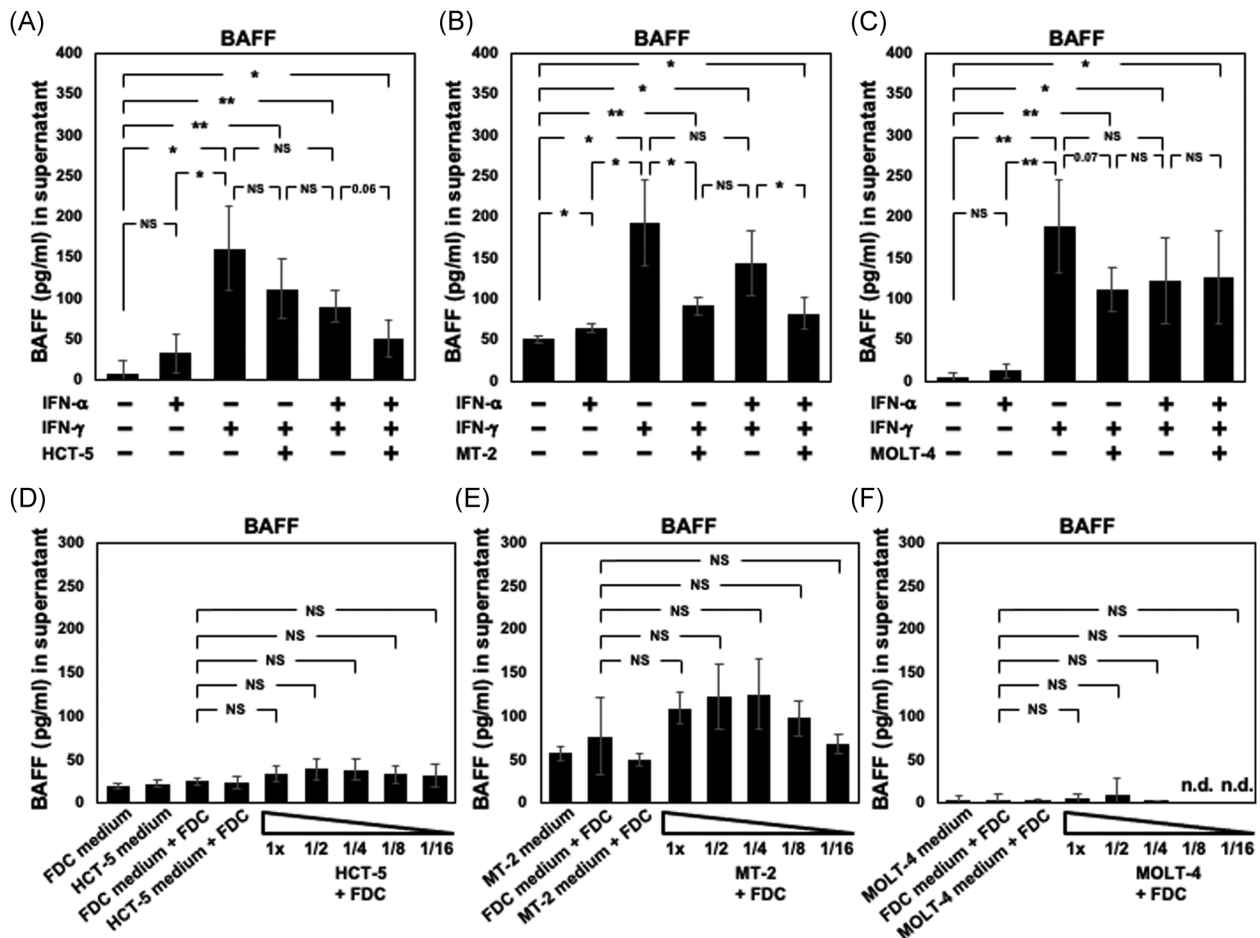 (A)
BAFF
BAFF (pg/ml) in supernatant
400
350
300
250
200
150
100
50
0
*
**
**
* NS
*
NS NS 0.06
NS
IFN-α − + − − + +
IFN-γ − − + + + +
HCT-5 − − − + − +
(B)
BAFF
BAFF (pg/ml) in supernatant
400
350
300
250
200
150
100
50
0
*
*
**
* NS
* * NS *
*
IFN-α − + − − + +
IFN-γ − − + + + +
MT-2 − − − + − +
(C)
BAFF
BAFF (pg/ml) in supernatant
400
350
300
250
200
150
100
50
0
*
*
**
** NS
** 0.07 NS NS
NS
IFN-α − + − − + +
IFN-γ − − + + + +
MOLT-4 − − − + − +
(D)
BAFF
BAFF (pg/ml) in supernatant
300
250
200
150
100
50
0
NS
NS
NS
NS
NS
FDC medium
HCT-5 medium
FDC medium + FDC
HCT-5 medium + FDC
1x 1/2 1/4 1/8 1/16
HCT-5
+ FDC
(E)
BAFF
BAFF (pg/ml) in supernatant
300
250
200
150
100
50
0
NS
NS
NS
NS
NS
MT-2 medium
FDC medium + FDC
MT-2 medium + FDC
1x 1/2 1/4 1/8 1/16
MT-2
+ FDC
(F)
BAFF
BAFF (pg/ml) in supernatant
300
250
200
150
100
50
0
NS
NS
NS
NS
NS
n.d. n.d.
MOLT-4 medium
FDC medium + FDC
MOLT-4 medium + FDC
1x 1/2 1/4 1/8 1/16
MOLT-4
+ FDC